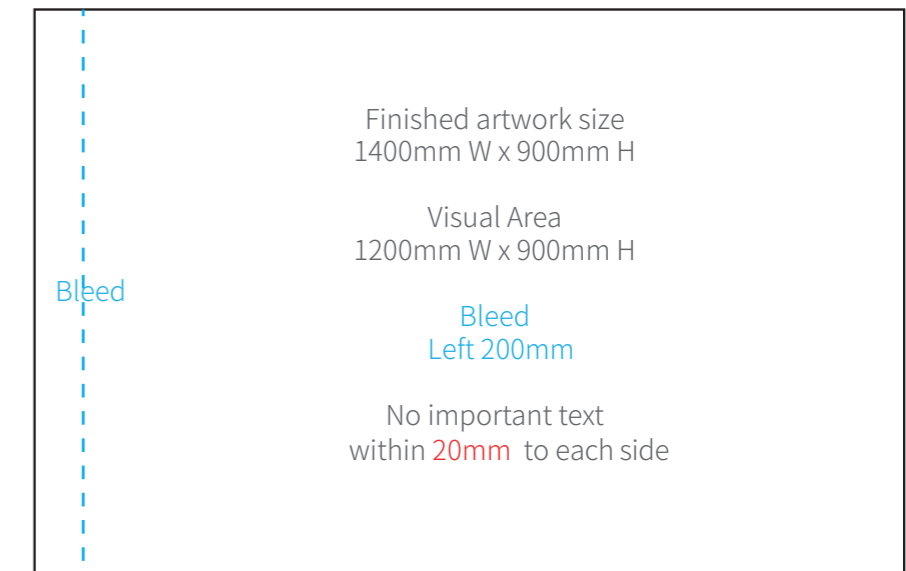 Finished artwork size
1400mm W x 900mm H
Visual Area
1200mm W x 900mm H
Bleed
Bleed
Left 200mm
No important text
within 20mm to each side